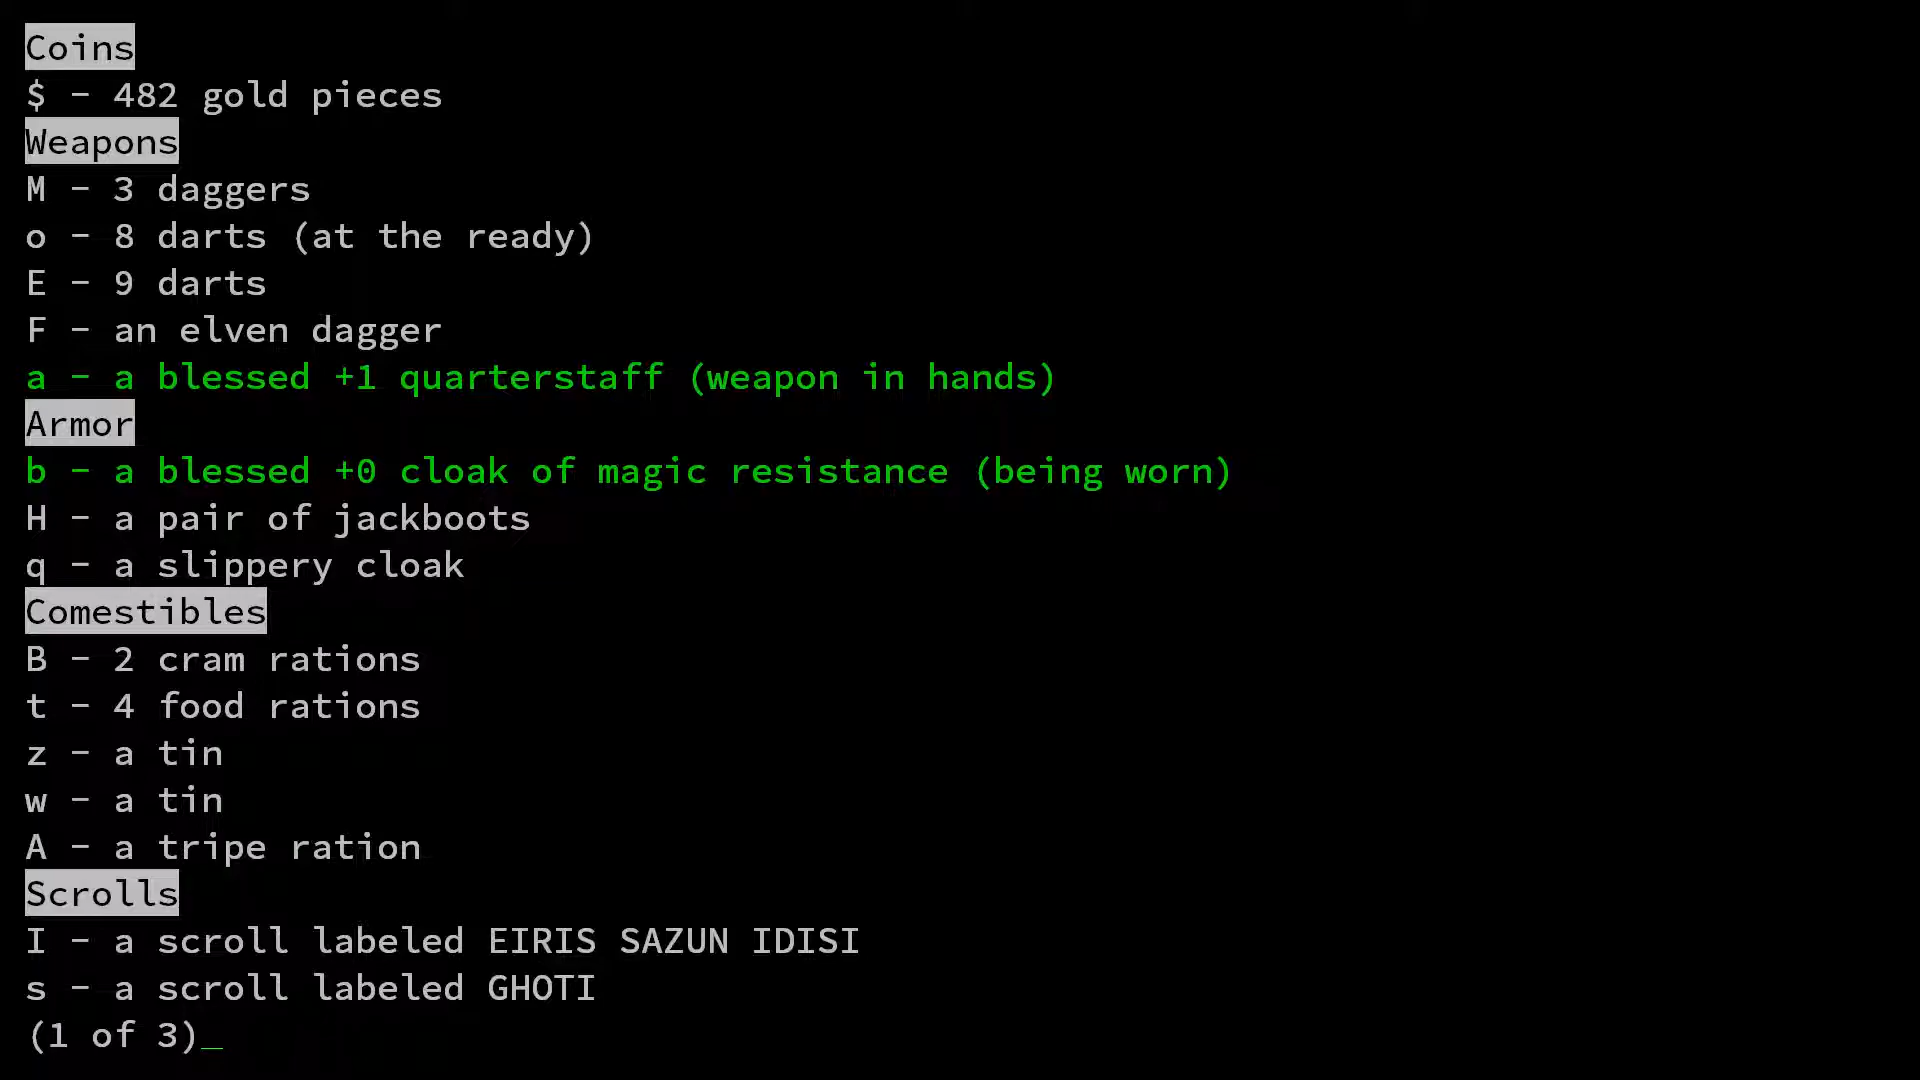 Coins
$ - 482 gold pieces
Weapons
M - 3 daggers
o - 8 darts (at the ready)
E - 9 darts
F - an elven dagger
a - a blessed +1 quarterstaff (weapon in hands)
Armor
b - a blessed +0 cloak of magic resistance (being worn)
H - a pair of jackboots
q - a slippery cloak
Comestibles
B - 2 cram rations
t - 4 food rations
z - a tin
w - a tin
A - a tripe ration
Scrolls
I - a scroll labeled EIRIS SAZUN IDISI
s - a scroll labeled GHOTI
(1 of 3)_